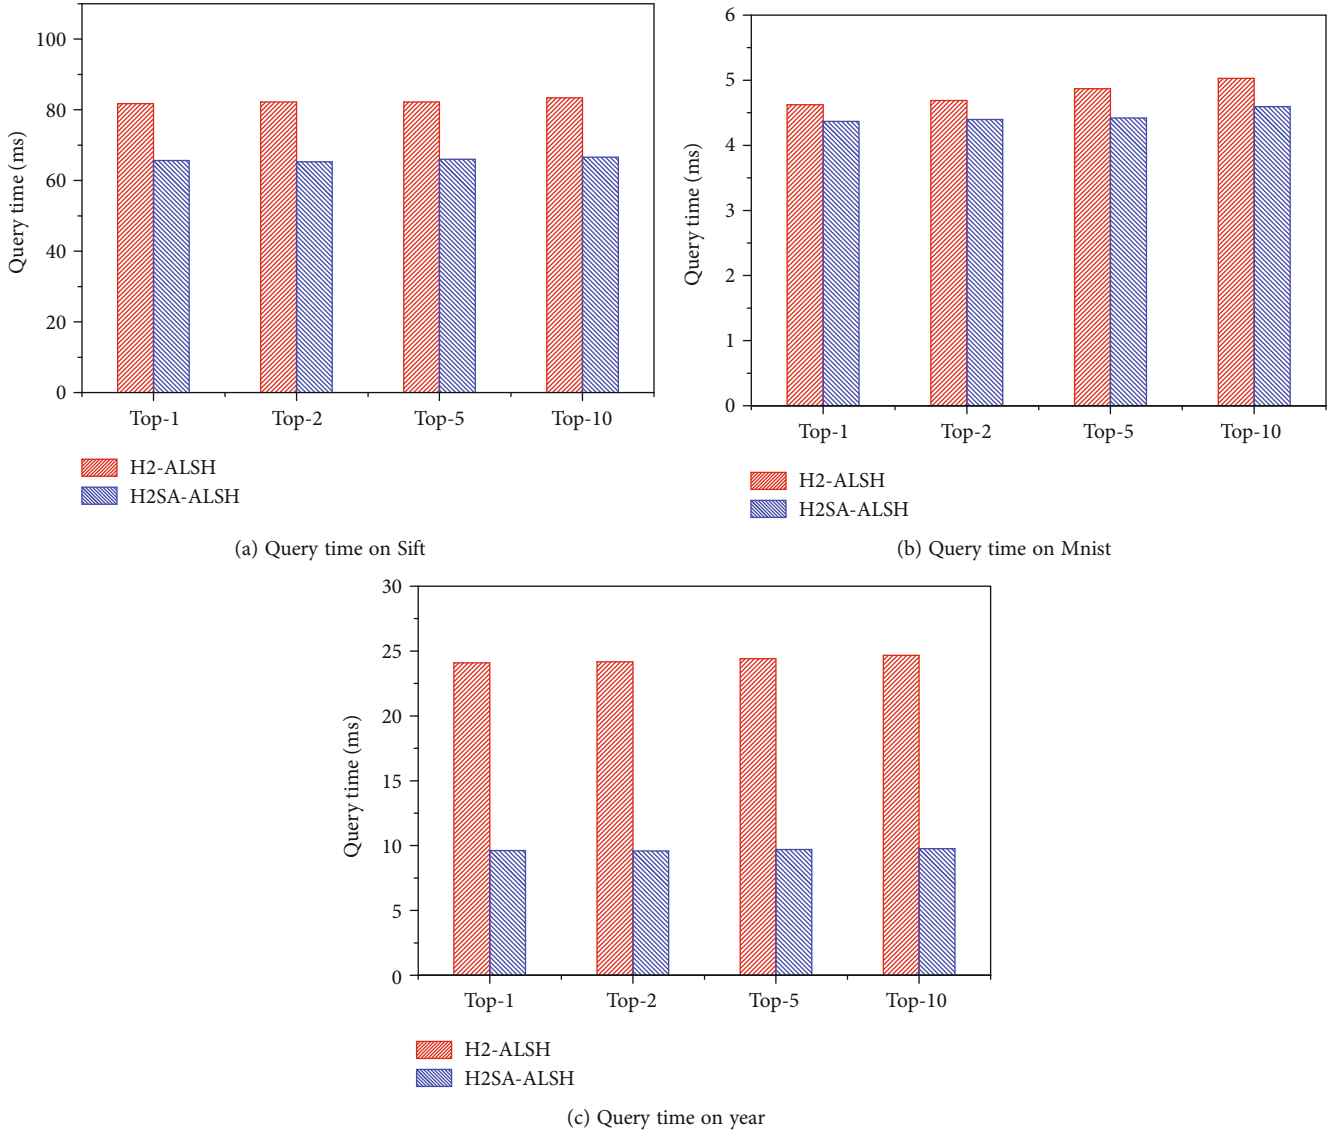 100
80
60
40
20
0
Query time (ms)
Top-1 Top-2 Top-5 Top-10
H2-ALSH
H2SA-ALSH
(a) Query time on Sift
6
5
4
3
2
1
0
Query time (ms)
Top-1 Top-2 Top-5 Top-10
H2-ALSH
H2SA-ALSH
(b) Query time on Mnist
30
25
20
15
10
5
0
Query time (ms)
Top-1 Top-2 Top-5 Top-10
H2-ALSH
H2SA-ALSH
(c) Query time on year